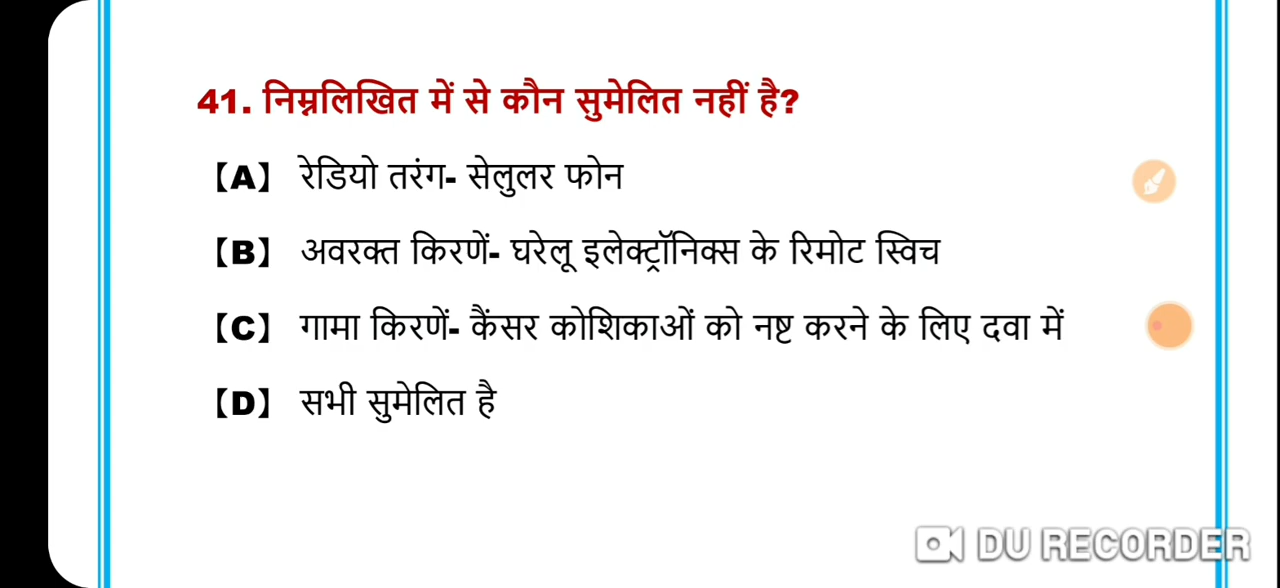 41. निम्नलिखित में से कौन सुमेलित नहीं है?
【A】 रेडियो तरंग- सेलुलर फोन
【B】 अवरक्त किरणें- घरेलू इलेक्ट्रॉनिक्स के रिमोट स्विच
【C】 गामा किरणें- कैंसर कोशिकाओं को नष्ट करने के लिए दवा में
【D】 सभी सुमेलित है
DU RECORDER